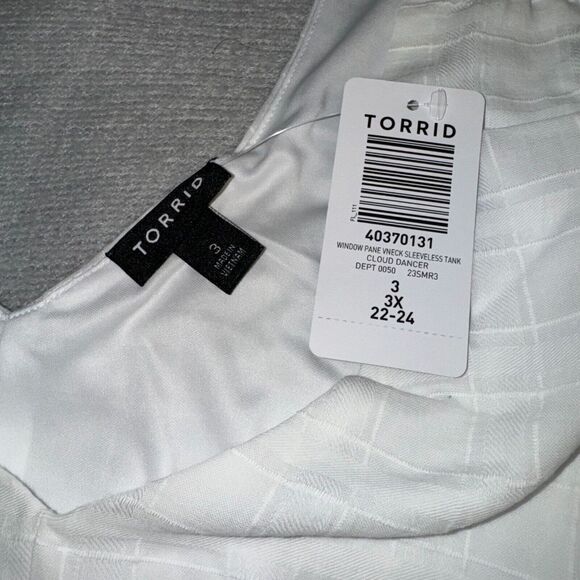 TORRID
3
MADE IN
VIETNAM
TORRID
FL_111
40370131
WINDOW PANE VNECK SLEEVELESS TANK
CLOUD DANCER
DEPT 0050 23SMR3
3
3X
22-24